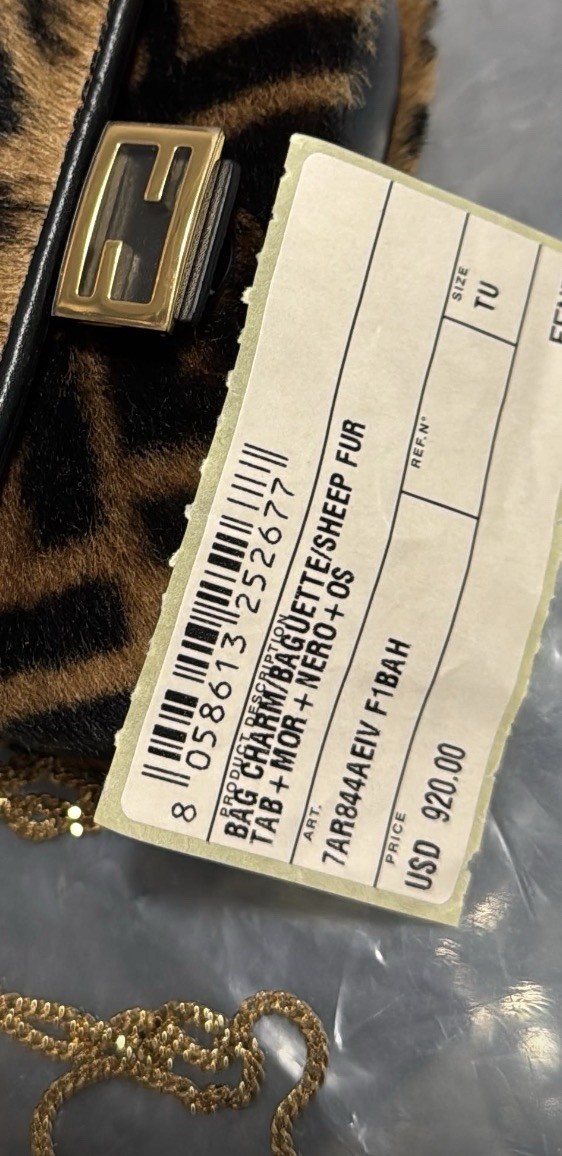 8 058613 252677
PRODUCT DESCRIPTION
BAG CHARM/BAGUETTE/SHEEP FUR
TAB+MOR+NERO+OS
ART.
7AR844AEIV F1BAH
PRICE
USD 920.00
REF.N°
SIZE
TU